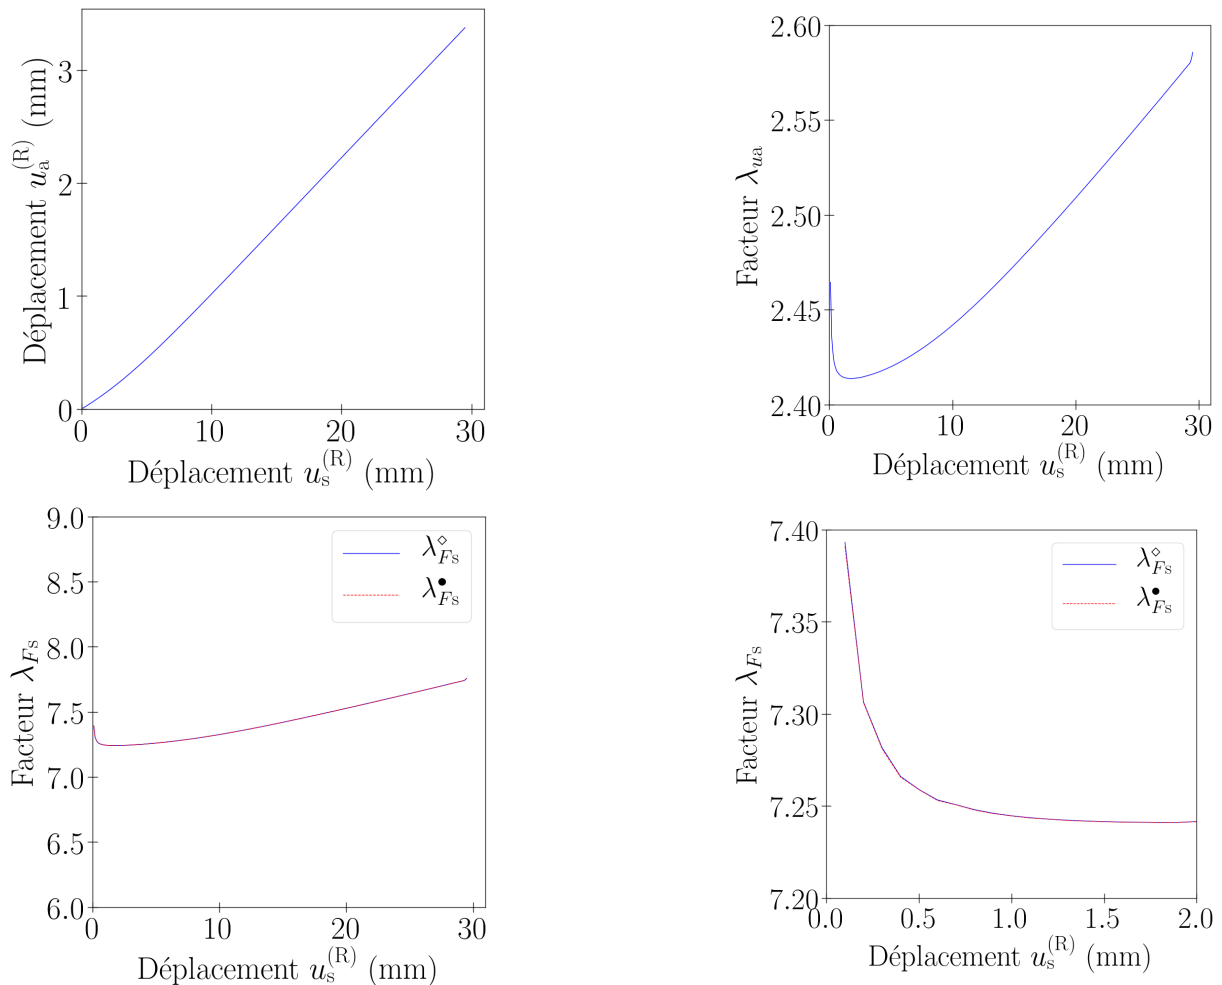 Déplacement u_a^(R) (mm)
3
2
1
0
0 10 20 30
Déplacement u_s^(R) (mm)
Facteur λ_ua
2.60
2.55
2.50
2.45
2.40
0 10 20 30
Déplacement u_s^(R) (mm)
Facteur λ_Fs
9.0
8.5
8.0
7.5
7.0
6.5
6.0
λ_Fs^⋄
λ_Fs^•
0 10 20 30
Déplacement u_s^(R) (mm)
Facteur λ_Fs
7.40
7.35
7.30
7.25
7.20
λ_Fs^⋄
λ_Fs^•
0.0 0.5 1.0 1.5 2.0
Déplacement u_s^(R) (mm)